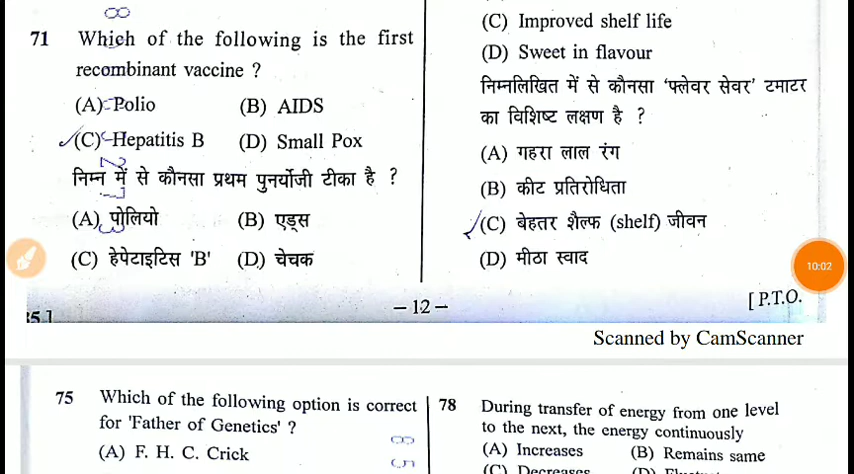 71 Which of the following is the first
recombinant vaccine ?
(A) Polio (B) AIDS
(C) Hepatitis B (D) Small Pox
निम्न में से कौनसा प्रथम पुनर्योजी टीका है ?
(A) पोलियो (B) एड्स
(C) हेपेटाइटिस 'B' (D) चेचक
(C) Improved shelf life
(D) Sweet in flavour
निम्नलिखित में से कौनसा ‘फ्लेवर सेवर’ टमाटर
का विशिष्ट लक्षण है ?
(A) गहरा लाल रंग
(B) कीट प्रतिरोधिता
(C) बेहतर शैल्फ (shelf) जीवन
(D) मीठा स्वाद
10:02
35 ]
– 12 –
[ P.T.O.
Scanned by CamScanner
75 Which of the following option is correct
for 'Father of Genetics' ?
(A) F. H. C. Crick
78 During transfer of energy from one level
to the next, the energy continuously
(A) Increases (B) Remains same
(C) Decreases (D)